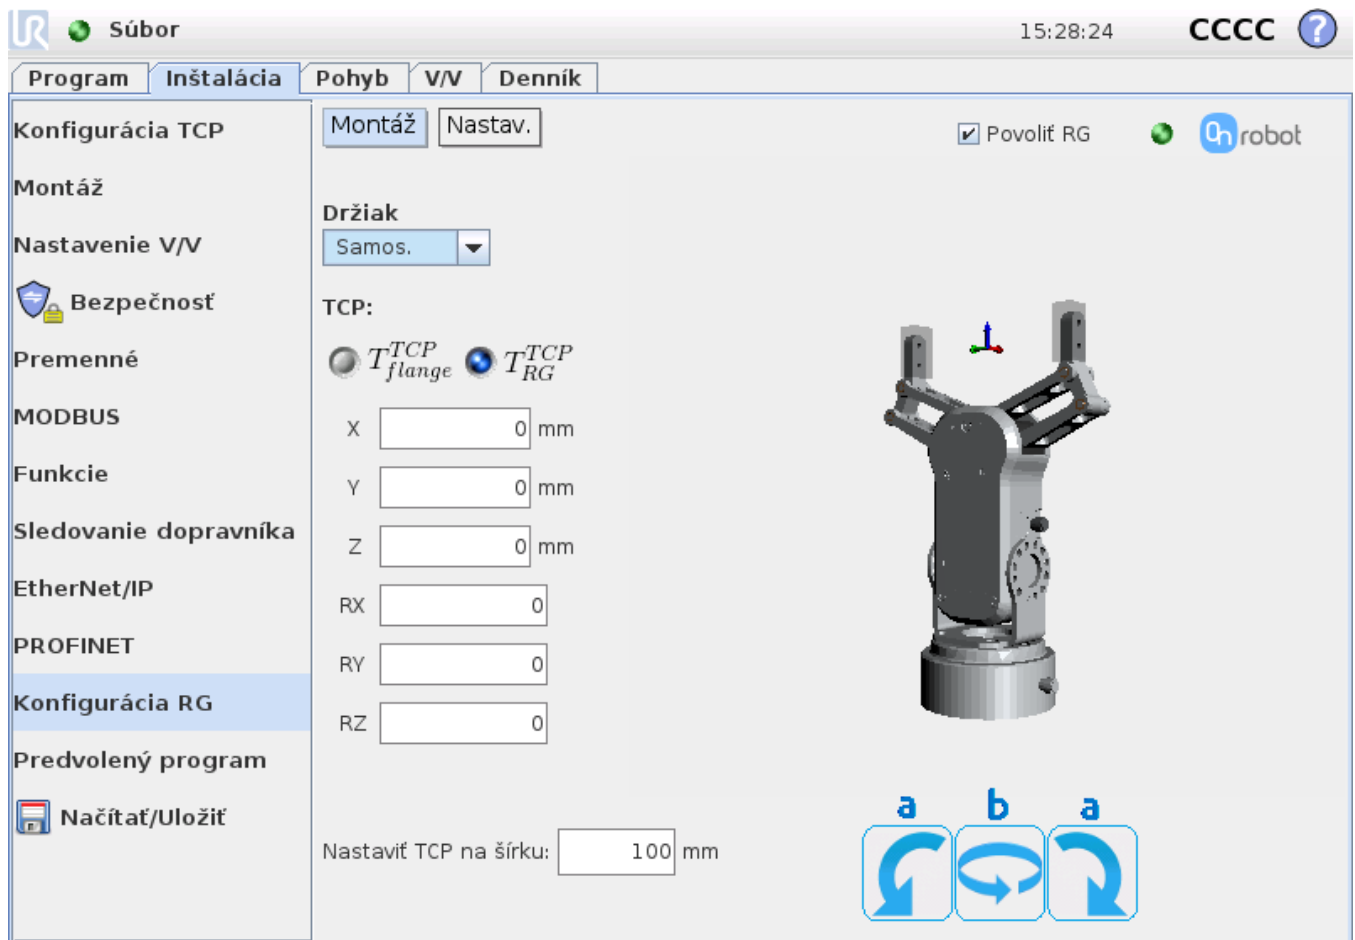 UR Súbor 15:28:24 CCCC ?
Program Inštalácia Pohyb V/V Denník
Konfigurácia TCP
Montáž
Nastavenie V/V
Bezpečnosť
Premenné
MODBUS
Funkcie
Sledovanie dopravníka
EtherNet/IP
PROFINET
Konfigurácia RG
Predvolený program
Načítať/Uložiť
Montáž Nastav. Povoliť RG On robot
Držiak
Samos.
TCP:
T TCP flange T TCP RG
X 0 mm
Y 0 mm
Z 0 mm
RX 0
RY 0
RZ 0
Nastaviť TCP na šírku: 100 mm
a b a